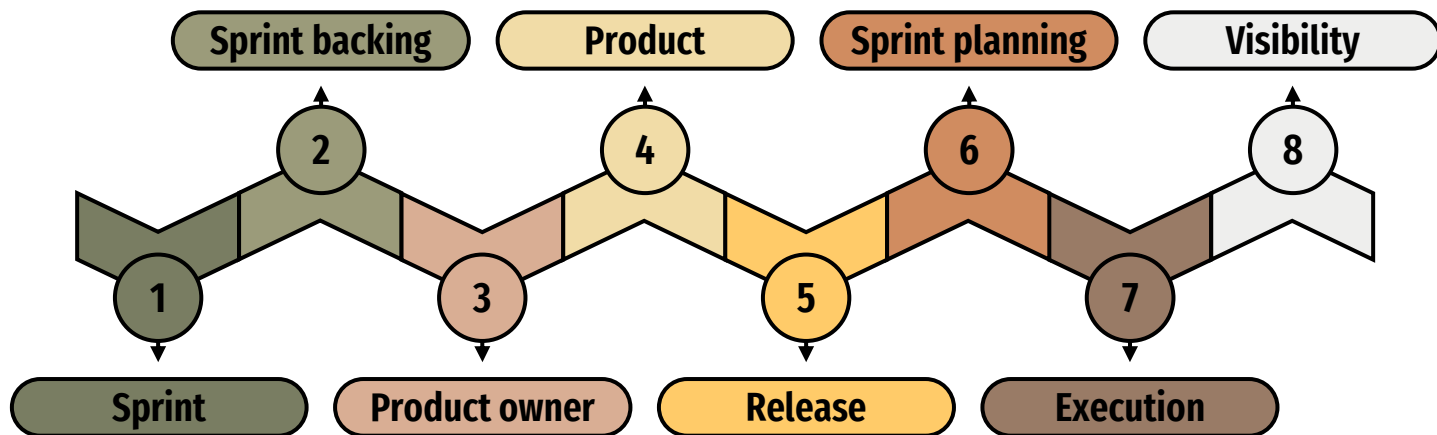 Sprint backing
Product
Sprint planning
Visibility
2
4
6
8
1
3
5
7
Sprint
Product owner
Release
Execution